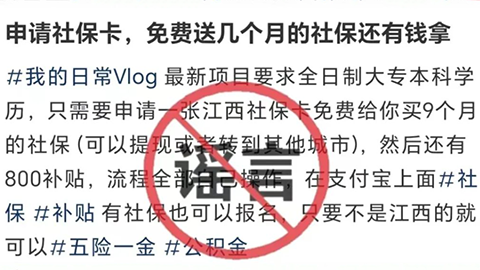 申请社保卡，免费送几个月的社保还有钱拿
#我的日常Vlog 最新项目要求全日制大专本科学
历，只需要申请一张江西社保卡免费给你买9个月
的社保 (可以提现或者转到其他城市)，然后还有
800补贴，流程全部自己操作，在支付宝上面#社
保 #补贴 有社保也可以报名，只要不是江西的就
可以#五险一金 #公积金
谣言